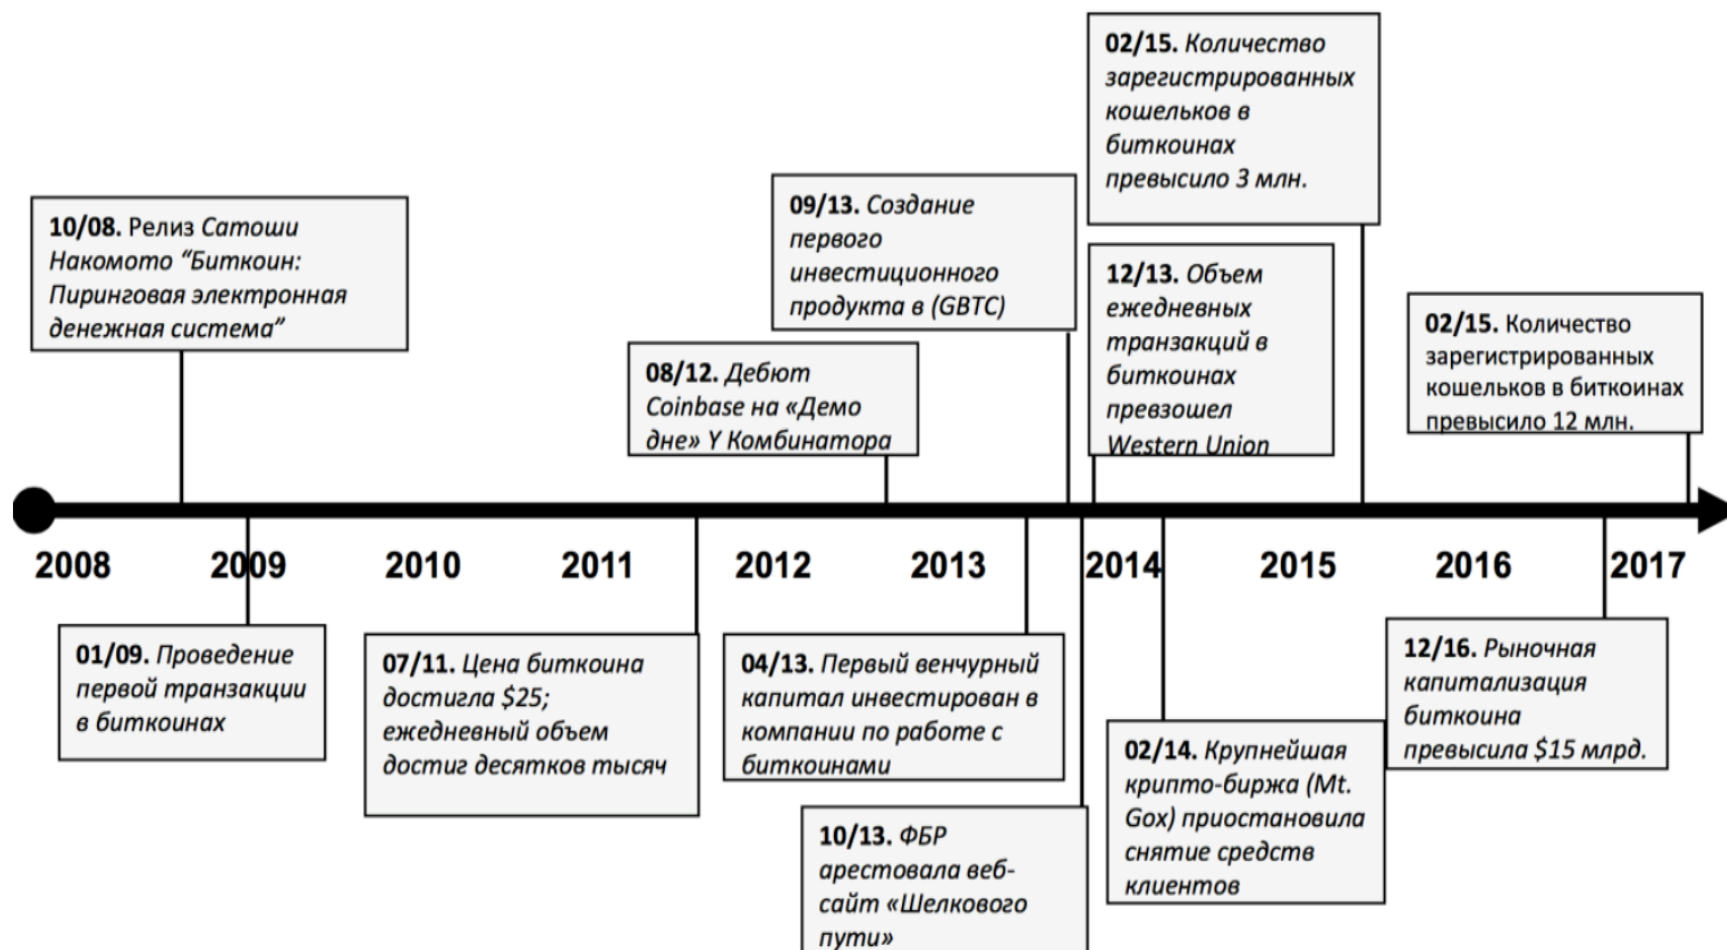 02/15. Количество
зарегистрированных
кошельков в
биткоинах
превысило 3 млн.
10/08. Релиз Сатоши
Накомото “Биткоин:
Пиринговая электронная
денежная система”
09/13. Создание
первого
инвестиционного
продукта в (GBTC)
12/13. Объем
ежедневных
транзакций в
биткоинах
превзошел
Western Union
02/15. Количество
зарегистрированных
кошельков в биткоинах
превысило 12 млн.
08/12. Дебют
Coinbase на «Демо
дне» Y Комбинатора
2008 2009 2010 2011 2012 2013 2014 2015 2016 2017
01/09. Проведение
первой транзакции
в биткоинах
07/11. Цена биткоина
достигла $25;
ежедневный объем
достиг десятков тысяч
04/13. Первый венчурный
капитал инвестирован в
компании по работе с
биткоинами
12/16. Рыночная
капитализация
биткоина
превысила $15 млрд.
02/14. Крупнейшая
крипто-биржа (Mt.
Gox) приостановила
снятие средств
клиентов
10/13. ФБР
арестовала веб-
сайт «Шелкового
пути»